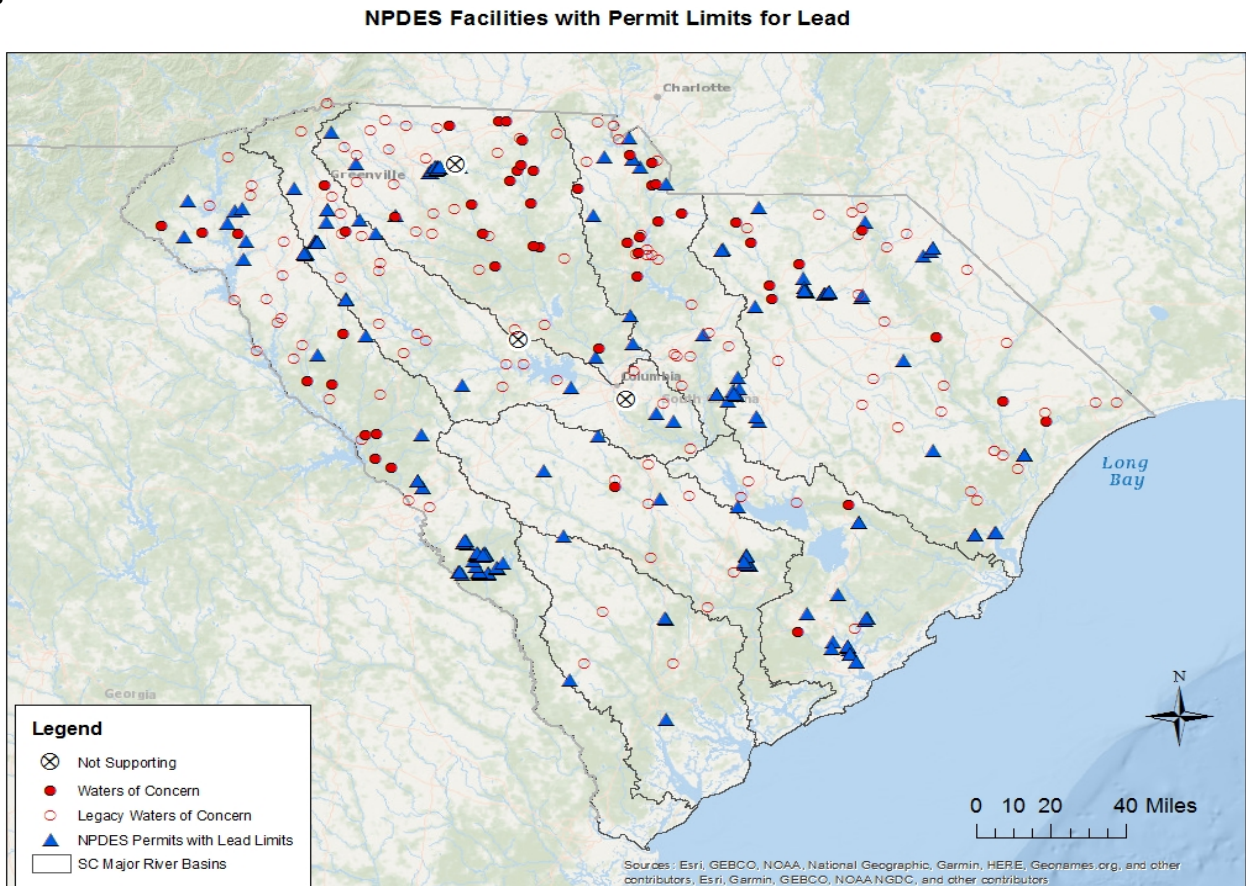 NPDES Facilities with Permit Limits for Lead
Charlotte
Greenville
Columbia
South Carolina
Long
Bay
Georgia
N
Legend
Not Supporting
Waters of Concern
Legacy Waters of Concern
NPDES Permits with Lead Limits
SC Major River Basins
0 10 20 40 Miles
Sources: Esri, GEBCO, NOAA, National Geographic, Garmin, HERE, Geonames.org, and other
contributors, Esri, Garmin, GEBCO, NOAA NGDC, and other contributors